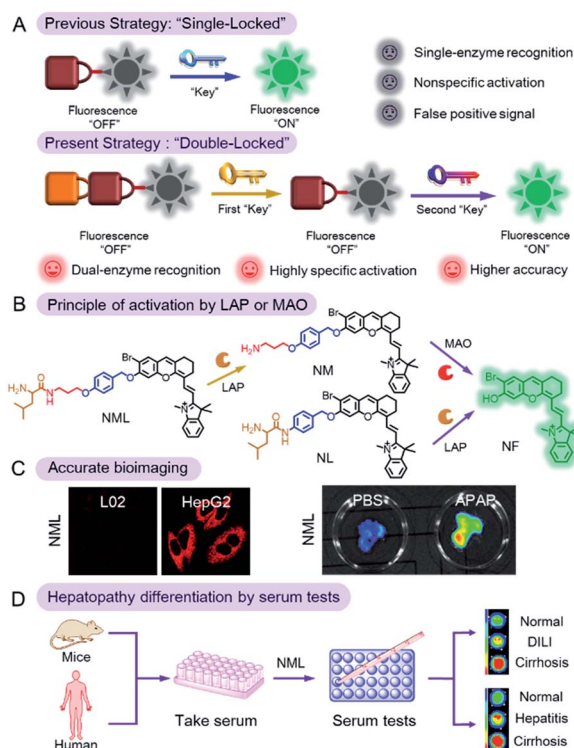 A
Previous Strategy: “Single-Locked”
“Key”
Fluorescence
“OFF”
Fluorescence
“ON”
Single-enzyme recognition
Nonspecific activation
False positive signal
Present Strategy : “Double-Locked”
First “Key”
Second “Key”
Fluorescence
“OFF”
Fluorescence
“OFF”
Fluorescence
“ON”
Dual-enzyme recognition
Highly specific activation
Higher accuracy
B
Principle of activation by LAP or MAO
Br
O
O
O
N
NH2
O
N
H
O
NML
LAP
Br
H2N
O
O
O
N
NM
MAO
Br
NH2
O
N
H
O
O
N
NL
LAP
Br
HO
O
N
NF
C
Accurate bioimaging
NML
L02
HepG2
NML
PBS
APAP
D
Hepatopathy differentiation by serum tests
Mice
Human
Take serum
NML
Serum tests
Normal
DILI
Cirrhosis
Normal
Hepatitis
Cirrhosis